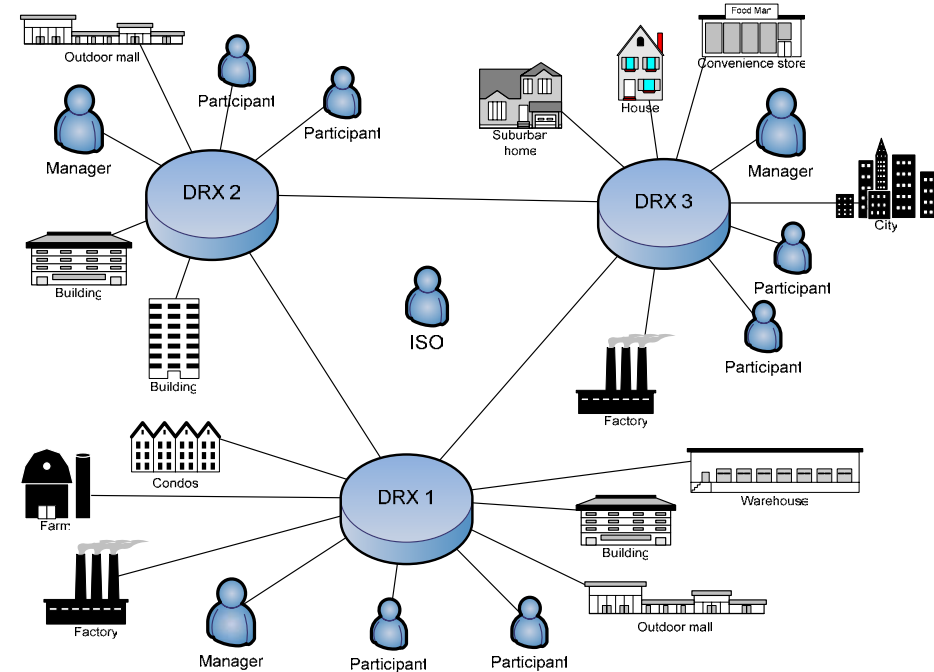 Food Mar
Outdoor mall
Convenience store
Participant
House
Participant
Suburban
home
Manager
Manager
DRX 2
DRX 3
City
Participant
Building
ISO
Participant
Building
Factory
Condos
DRX 1
Warehouse
Farm
Building
Factory
Outdoor mall
Manager
Participant
Participant